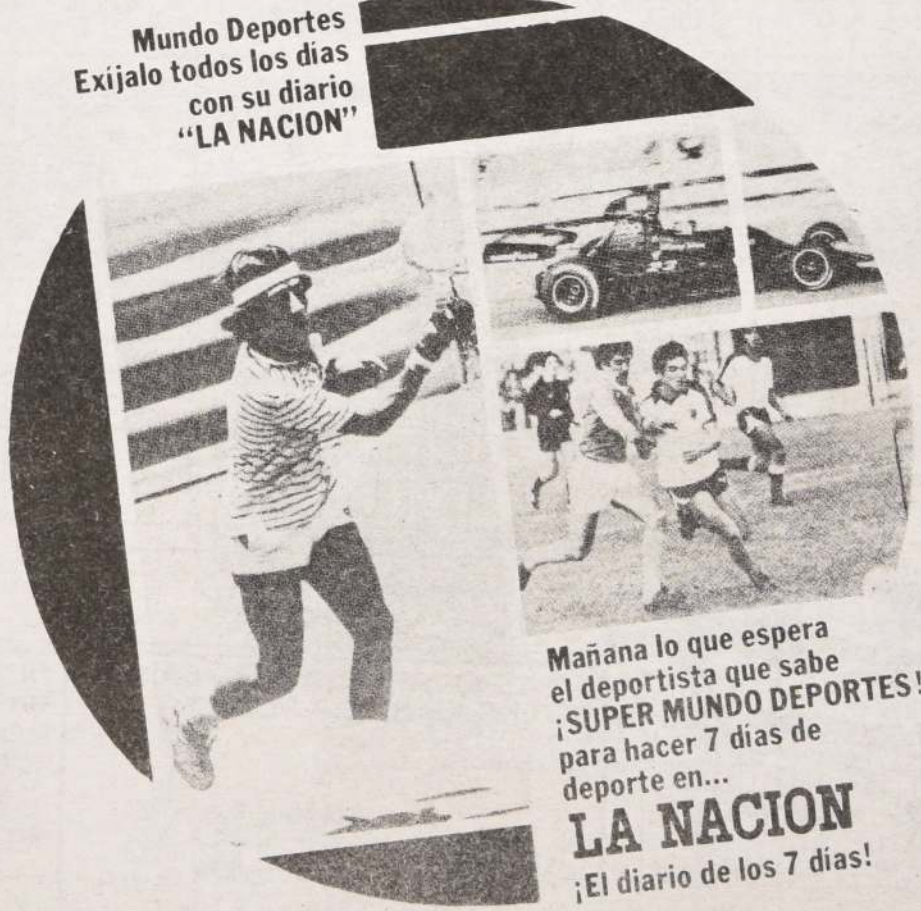 Mundo Deportes
Exíjalo todos los días
con su diario
“LA NACION”
Mañana lo que espera
el deportista que sabe
¡SUPER MUNDO DEPORTES!
para hacer 7 días de
deporte en...
LA NACION
¡El diario de los 7 días!